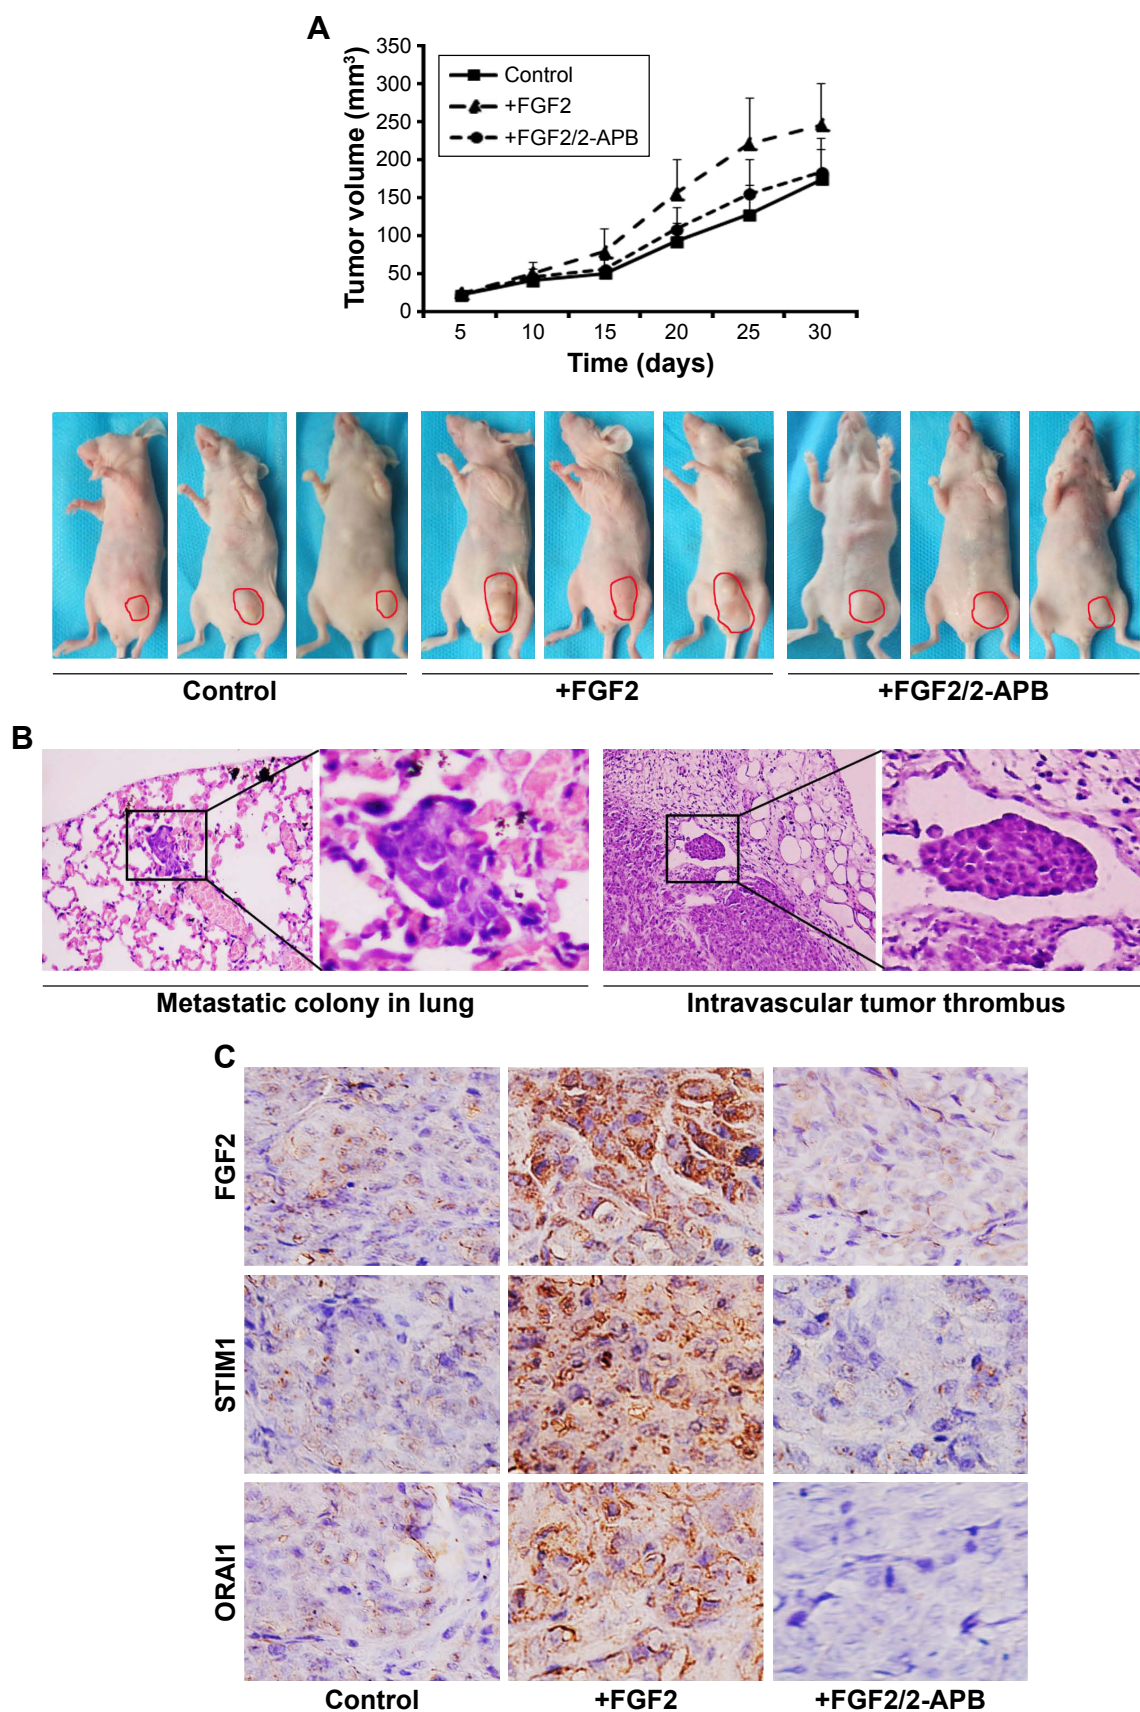 A
Tumor volume (mm³)
350
300
250
200
150
100
50
0
Control
+FGF2
+FGF2/2-APB
5 10 15 20 25 30
Time (days)
Control +FGF2 +FGF2/2-APB
B
Metastatic colony in lung Intravascular tumor thrombus
C
FGF2
STIM1
ORAI1
Control +FGF2 +FGF2/2-APB